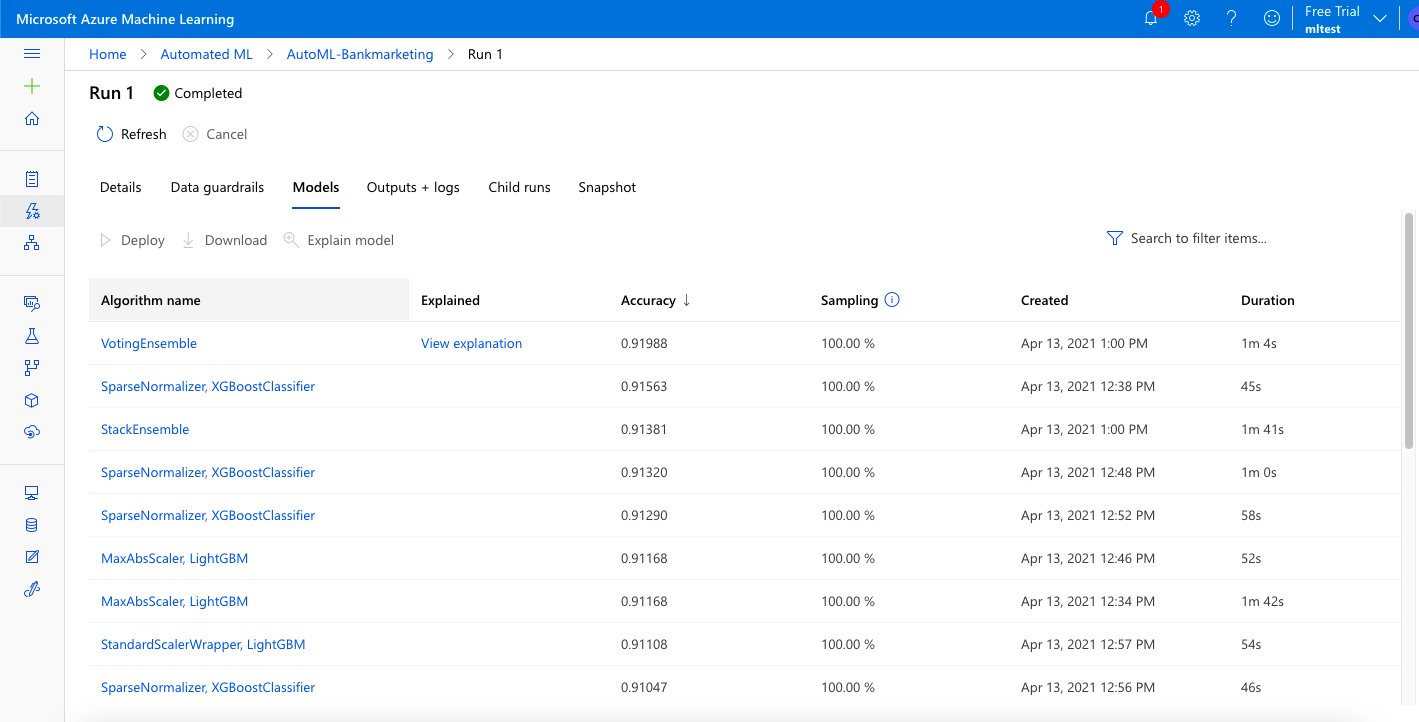 Microsoft Azure Machine Learning
1
Free Trial
mltest
Home > Automated ML > AutoML-Bankmarketing > Run 1
Run 1 Completed
Refresh Cancel
Details Data guardrails Models Outputs + logs Child runs Snapshot
Deploy Download Explain model Search to filter items...
Algorithm name Explained Accuracy ↓ Sampling Created Duration
VotingEnsemble View explanation 0.91988 100.00 % Apr 13, 2021 1:00 PM 1m 4s
SparseNormalizer, XGBoostClassifier 0.91563 100.00 % Apr 13, 2021 12:38 PM 45s
StackEnsemble 0.91381 100.00 % Apr 13, 2021 1:00 PM 1m 41s
SparseNormalizer, XGBoostClassifier 0.91320 100.00 % Apr 13, 2021 12:48 PM 1m 0s
SparseNormalizer, XGBoostClassifier 0.91290 100.00 % Apr 13, 2021 12:52 PM 58s
MaxAbsScaler, LightGBM 0.91168 100.00 % Apr 13, 2021 12:46 PM 52s
MaxAbsScaler, LightGBM 0.91168 100.00 % Apr 13, 2021 12:34 PM 1m 42s
StandardScalerWrapper, LightGBM 0.91108 100.00 % Apr 13, 2021 12:57 PM 54s
SparseNormalizer, XGBoostClassifier 0.91047 100.00 % Apr 13, 2021 12:56 PM 46s